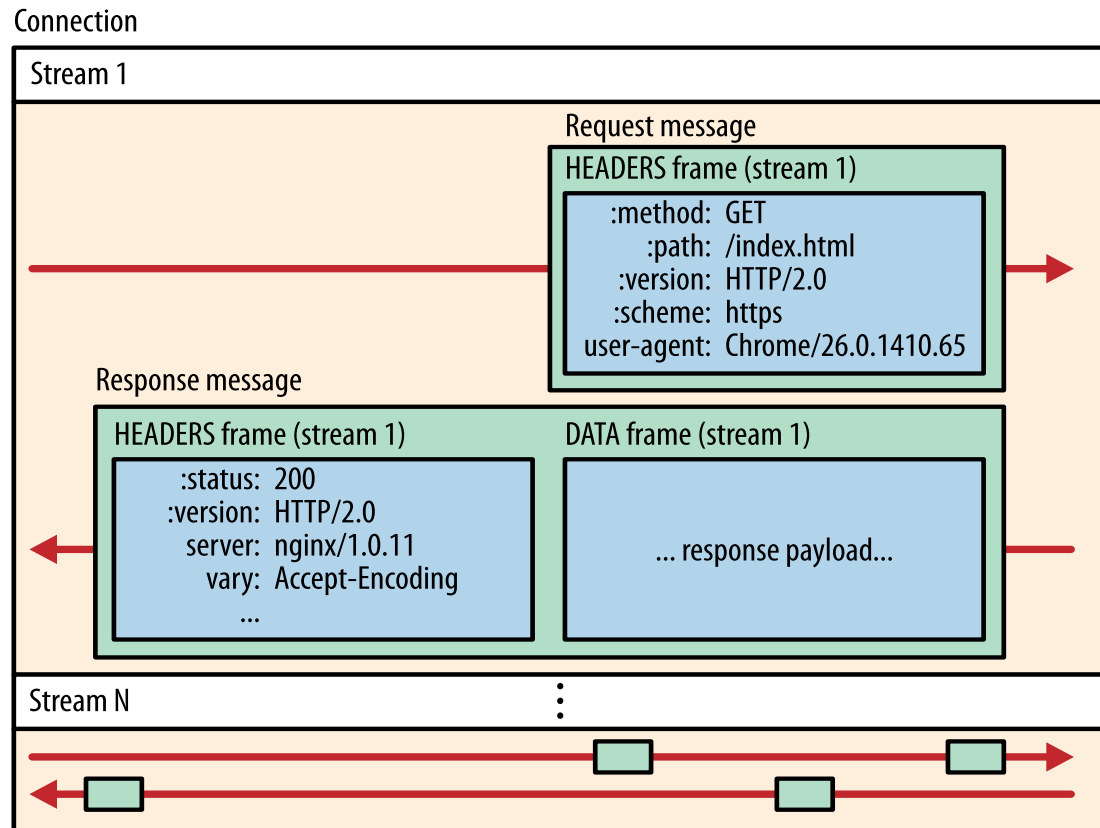 Connection
Stream 1
Request message
HEADERS frame (stream 1)
:method: GET
:path: /index.html
:version: HTTP/2.0
:scheme: https
user-agent: Chrome/26.0.1410.65
Response message
HEADERS frame (stream 1)
:status: 200
:version: HTTP/2.0
server: nginx/1.0.11
vary: Accept-Encoding
...
DATA frame (stream 1)
... response payload...
Stream N